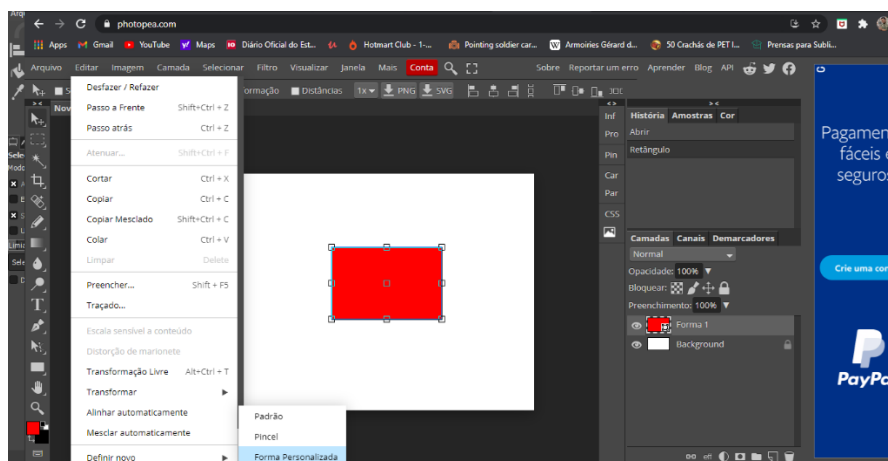 photopea.com
Apps Gmail YouTube Maps Diário Oficial do Est... Hotmart Club - 1-... Pointing soldier car... Armoiries Gérard d... 50 Crachás de PET I... Prensas para Subli...
Arquivo Editar Imagem Camada Selecionar Filtro Visualizar Janela Mais Conta Sobre Reportar um erro Aprender Blog API
Distâncias 1x PNG SVG
Desfazer / Refazer
Passo a Frente Shift+Ctrl + Z
Passo atrás Ctrl + Z
Atenuar... Shift+Ctrl + F
Cortar Ctrl + X
Copiar Ctrl + C
Copiar Mesclado Shift+Ctrl + C
Colar Ctrl + V
Limpar Delete
Preencher... Shift + F5
Traçado...
Escala sensível a conteúdo
Distorção de marionete
Transformação Livre Alt+Ctrl + T
Transformar
Alinhar automaticamente
Mesclar automaticamente
Definir novo
Padrão
Pincel
Forma Personalizada
Inf
Pro
Pin
Car
Par
CSS
História Amostras Cor
Abrir
Retângulo
Camadas Canais Demarcadores
Normal
Opacidade: 100%
Bloquear:
Preenchimento: 100%
Forma 1
Background
off
Pagamen
fáceis e
seguros
Crie uma con
PayPa